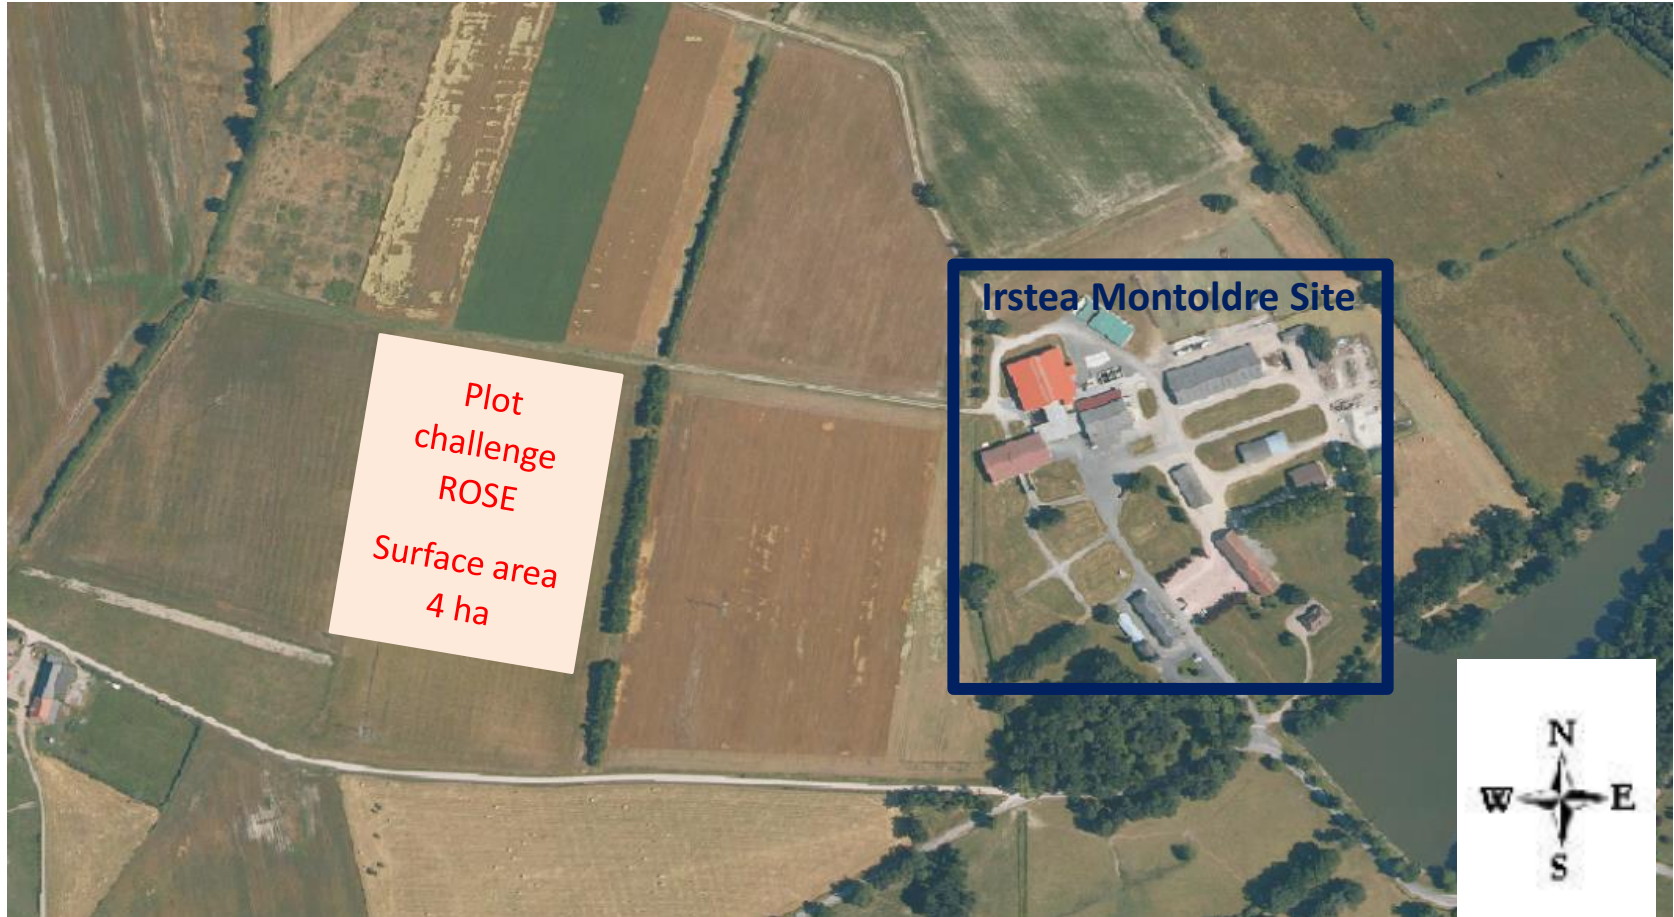 Irstea Montoldre Site
Plot
challenge
ROSE
Surface area
4 ha
N
W E
S